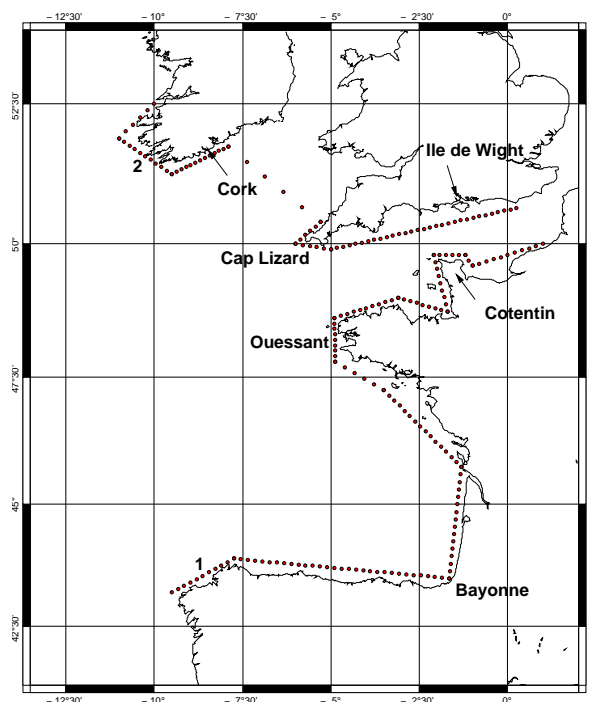 − 12°30' − 10° − 7°30' − 5° − 2°30' 0°
52°30'
Ile de Wight
2
Cork
50°
Cap Lizard
Cotentin
Ouessant
47°30'
45°
1
Bayonne
42°30'
− 12°30' − 10° − 7°30' − 5° − 2°30' 0°